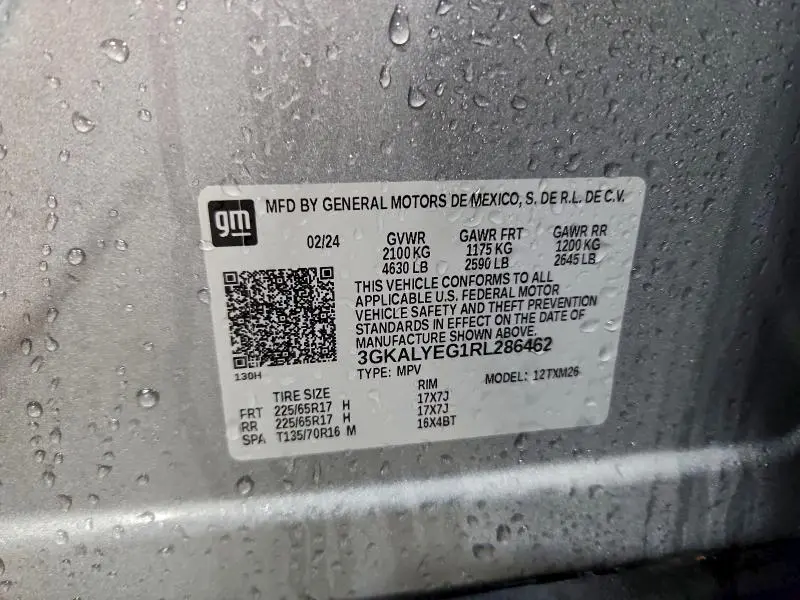 gm
MFD BY GENERAL MOTORS DE MEXICO, S. DE R.L. DE C.V.
02/24 GVWR GAWR FRT GAWR RR
2100 KG 1175 KG 1200 KG
4630 LB 2590 LB 2645 LB
THIS VEHICLE CONFORMS TO ALL
APPLICABLE U.S. FEDERAL MOTOR
VEHICLE SAFETY AND THEFT PREVENTION
STANDARDS IN EFFECT ON THE DATE OF
MANUFACTURE SHOWN ABOVE.
3GKALYEG1RL286462
130H
TYPE: MPV MODEL: 12TXM26
TIRE SIZE RIM
FRT 225/65R17 H 17X7J
RR 225/65R17 H 17X7J
SPA T135/70R16 M 16X4BT